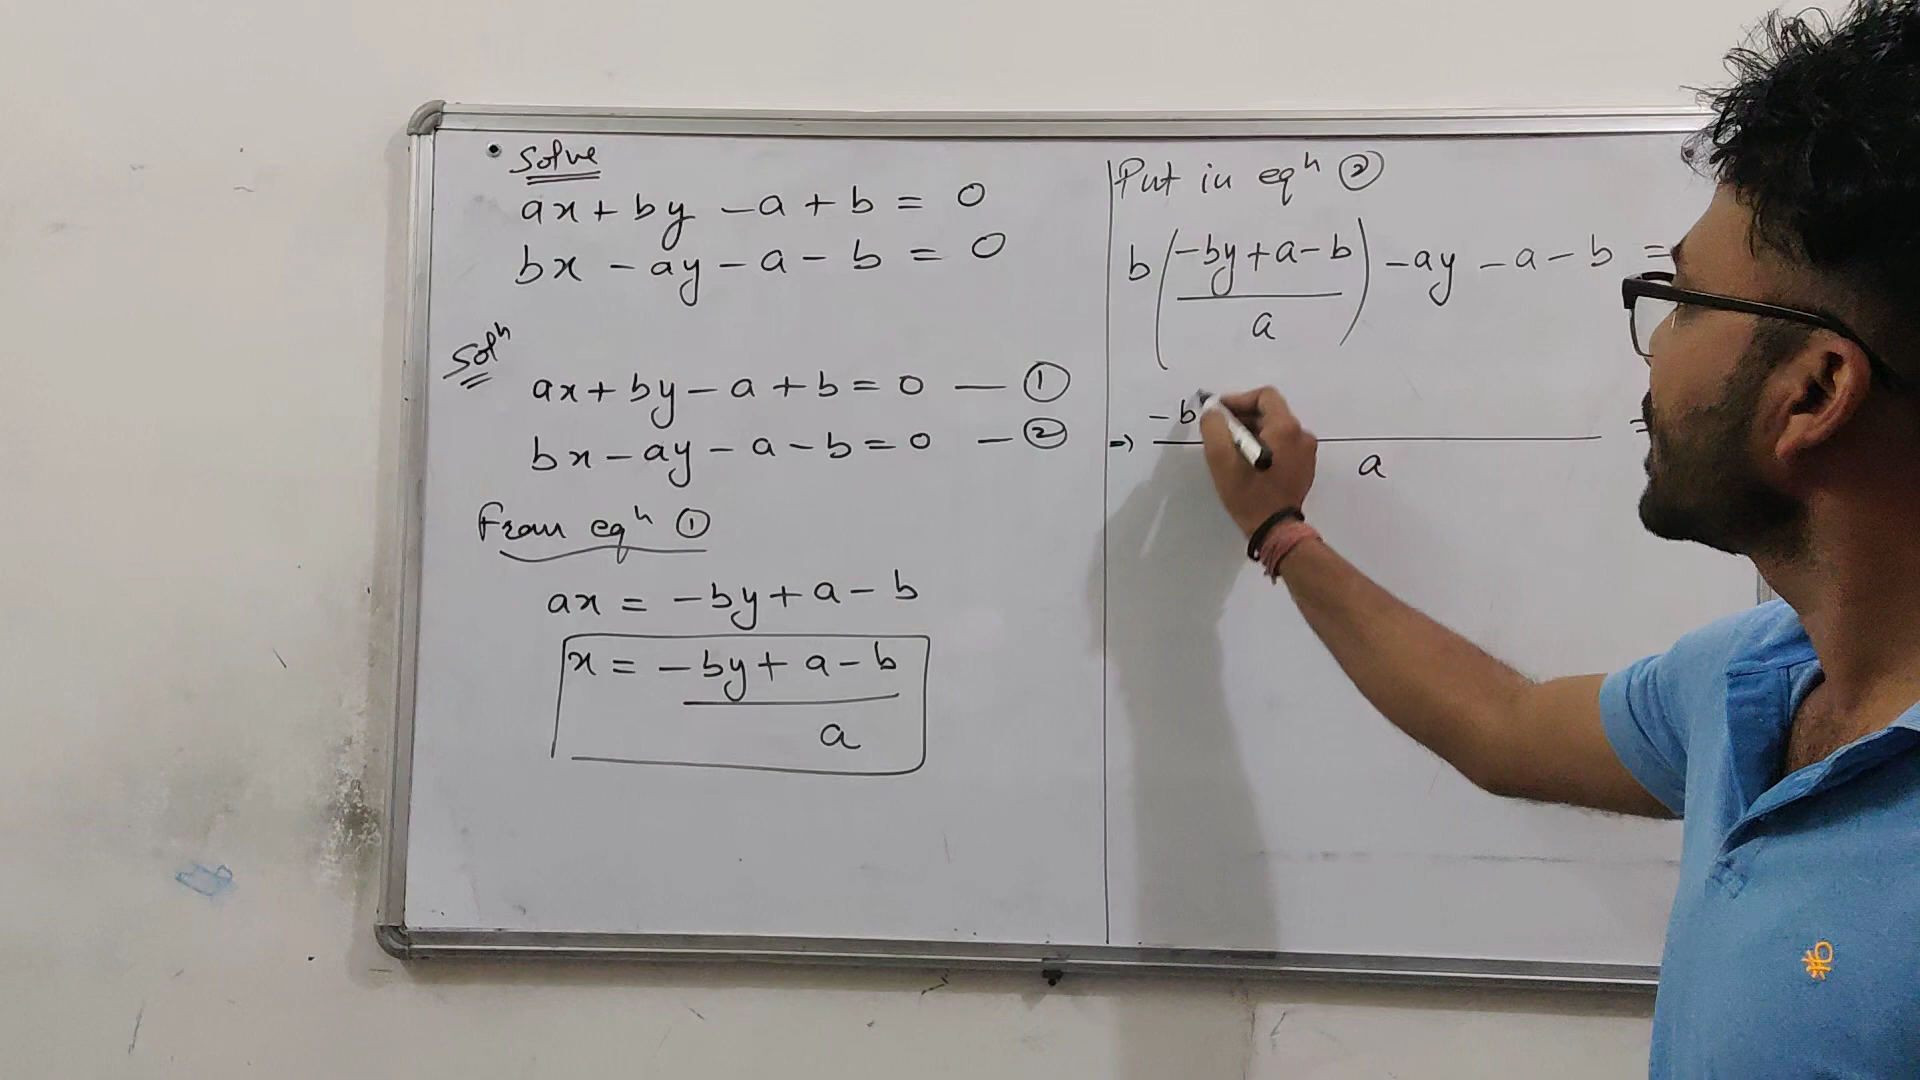 Solve
ax + by - a + b = 0
bx - ay - a - b = 0
Solⁿ
ax + by - a + b = 0 — ①
bx - ay - a - b = 0 — ②
From eqⁿ ①
ax = -by + a - b
x = -by + a - b
a
Put in eqⁿ ②
b(-by + a - b) - ay - a - b =
a
⇒ -b =
a